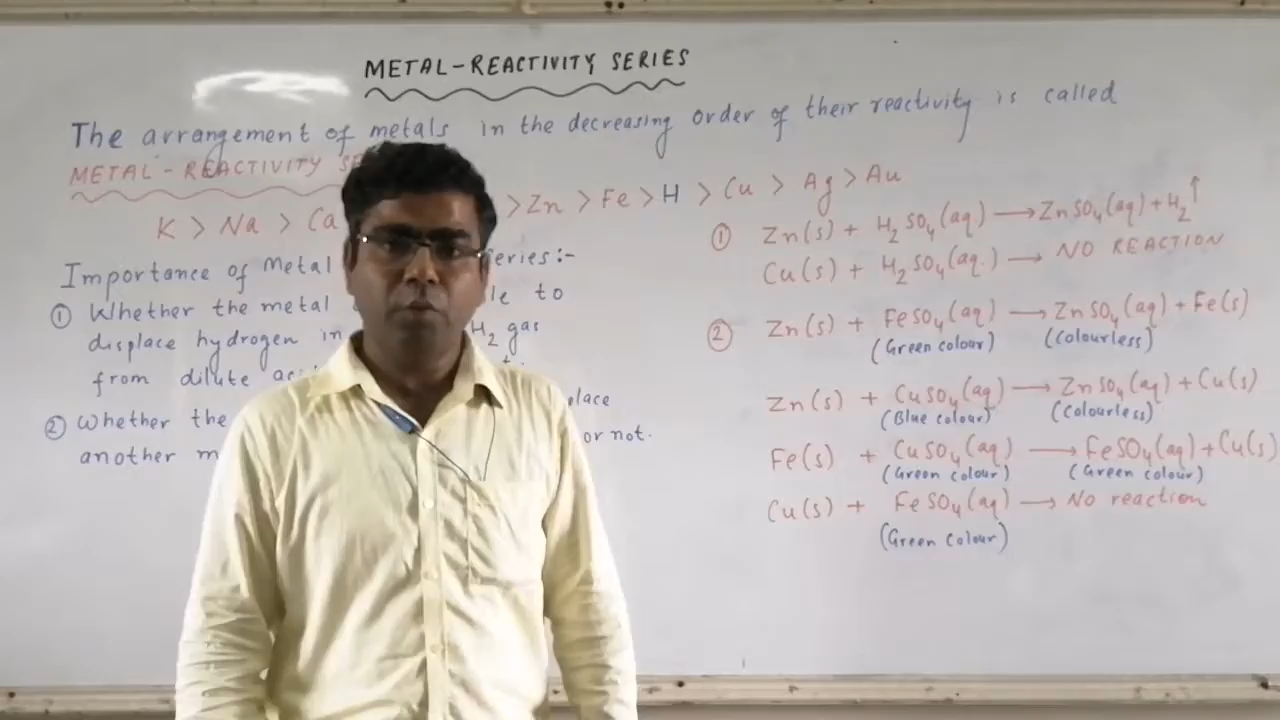 METAL-REACTIVITY SERIES
The arrangement of metals in the decreasing order of their reactivity is called
METAL-REACTIVITY SE
K > Na > Ca > Zn > Fe > H > Cu > Ag > Au
Importance of Metal eries:-
① Whether the metal le to
displace hydrogen in H2 gas
from dilute
② Whether the place
another m or not.
① Zn(s) + H2SO4(aq) → ZnSO4(aq) + H2↑
Cu(s) + H2SO4(aq.) → NO REACTION
② Zn(s) + FeSO4(aq) → ZnSO4(aq) + Fe(s)
(Green colour) (Colourless)
Zn(s) + CuSO4(aq) → ZnSO4(aq) + Cu(s)
(Blue colour) (Colourless)
Fe(s) + CuSO4(aq) → FeSO4(aq) + Cu(s)
(Green colour) (Green colour)
Cu(s) + FeSO4(aq) → No reaction
(Green colour)